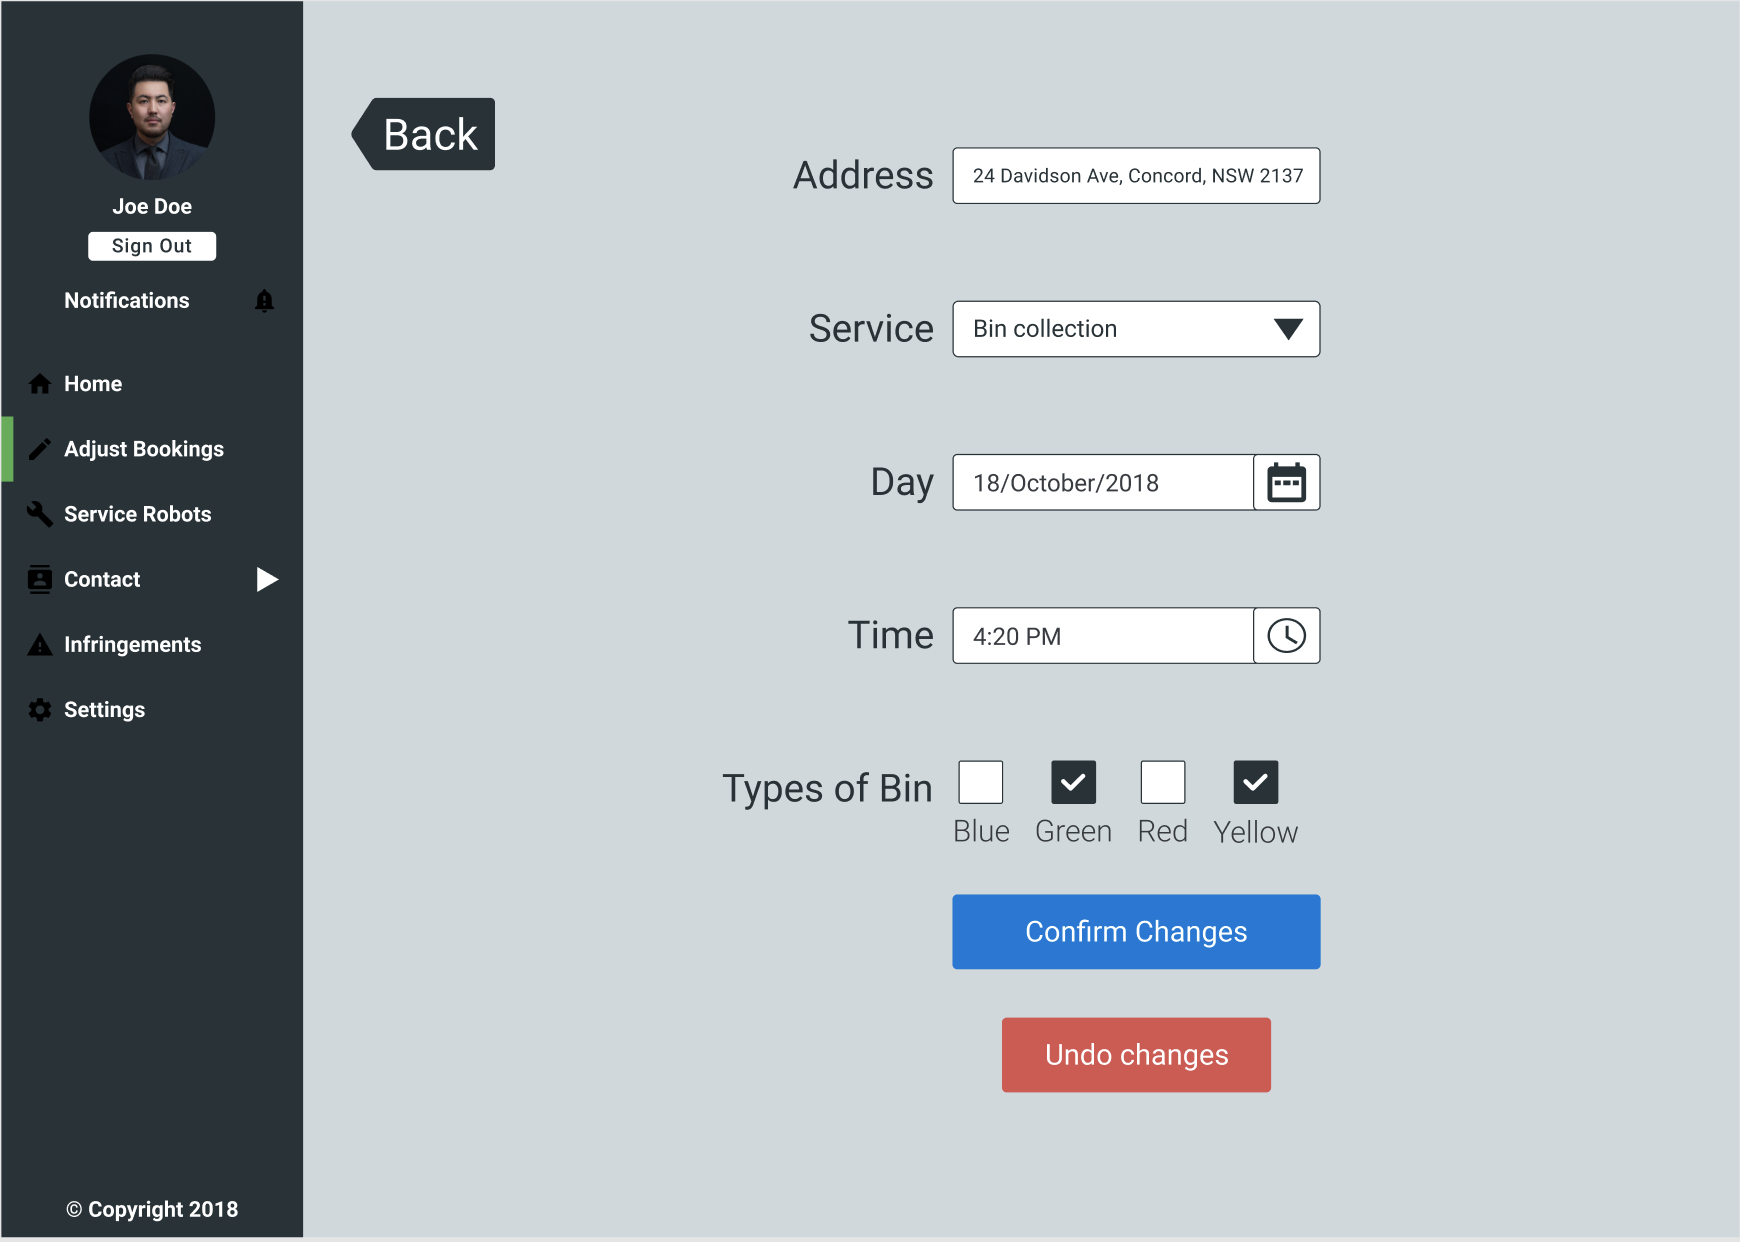 Joe Doe
Sign Out
Notifications
Home
Adjust Bookings
Service Robots
Contact
Infringements
Settings
© Copyright 2018
Back
Address 24 Davidson Ave, Concord, NSW 2137
Service Bin collection
Day 18/October/2018
Time 4:20 PM
Types of Bin
Blue Green Red Yellow
Confirm Changes
Undo changes